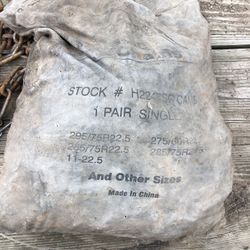 STOCK #
1 PAIR SINGLE
295/75R22.5
285/75R22.5
11-22.5
And Other Sizes
Made in China